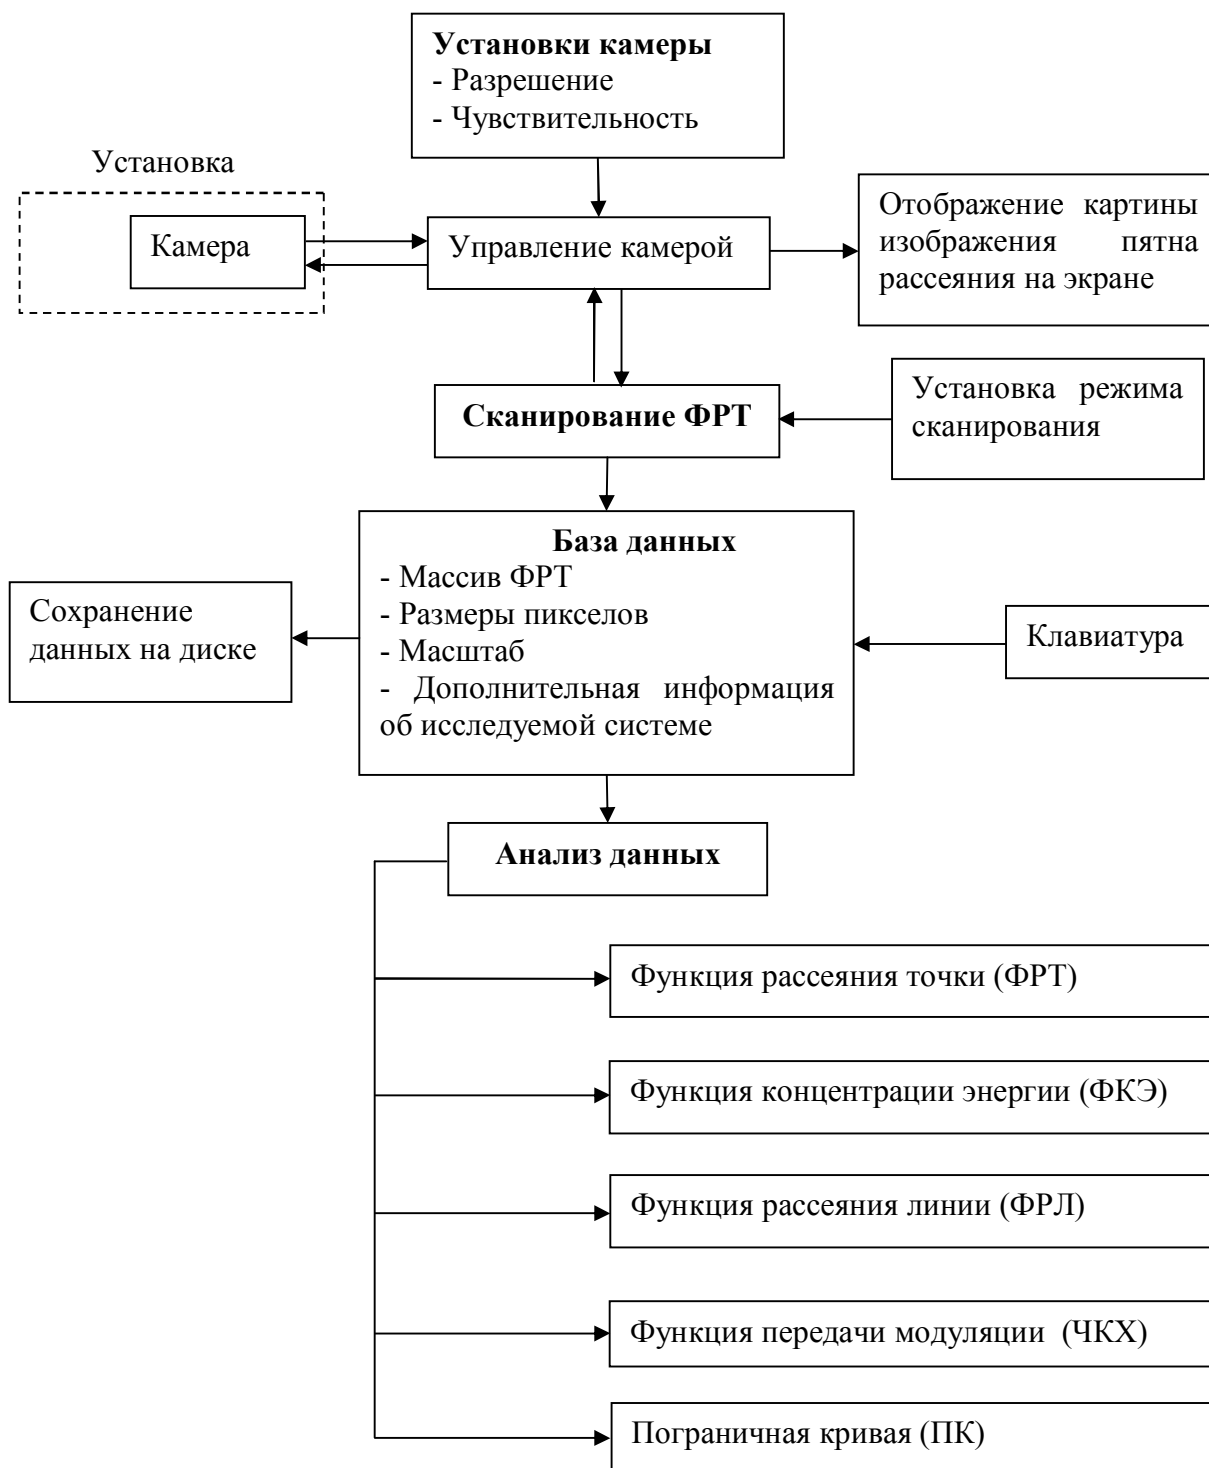 Установки камеры
- Разрешение
- Чувствительность
Установка
Камера
Управление камерой
Отображение картины
изображения пятна
рассеяния на экране
Сканирование ФРТ
Установка режима
сканирования
База данных
- Массив ФРТ
- Размеры пикселов
- Масштаб
- Дополнительная информация
об исследуемой системе
Сохранение
данных на диске
Клавиатура
Анализ данных
Функция рассеяния точки (ФРТ)
Функция концентрации энергии (ФКЭ)
Функция рассеяния линии (ФРЛ)
Функция передачи модуляции (ЧКХ)
Пограничная кривая (ПК)